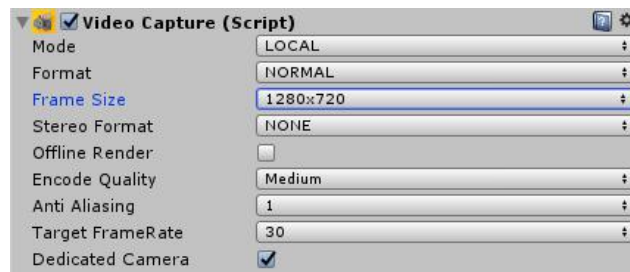 Video Capture (Script)
Mode LOCAL
Format NORMAL
Frame Size 1280x720
Stereo Format NONE
Offline Render
Encode Quality Medium
Anti Aliasing 1
Target FrameRate 30
Dedicated Camera